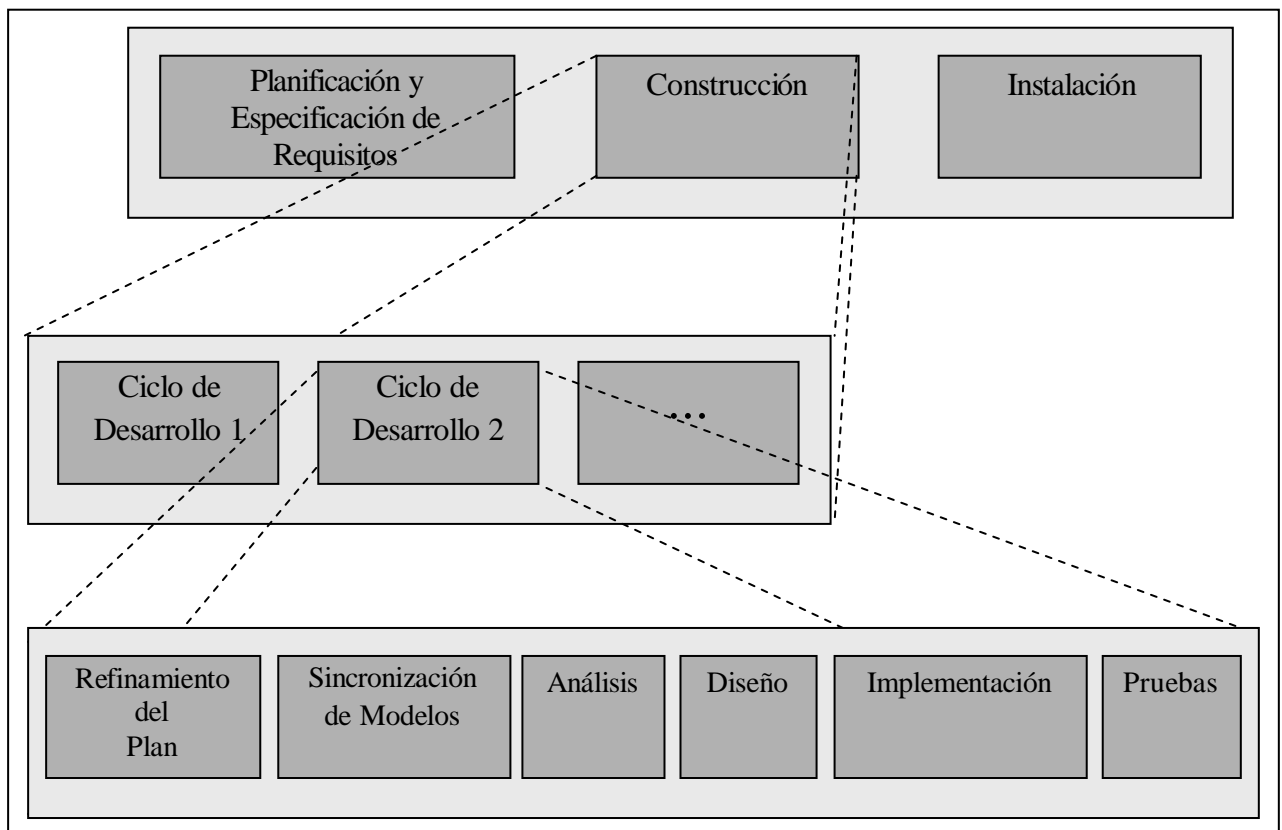 Planificación y
Especificación de
Requisitos
Construcción
Instalación
Ciclo de
Desarrollo 1
Ciclo de
Desarrollo 2
...
Refinamiento
del
Plan
Sincronización
de Modelos
Análisis
Diseño
Implementación
Pruebas